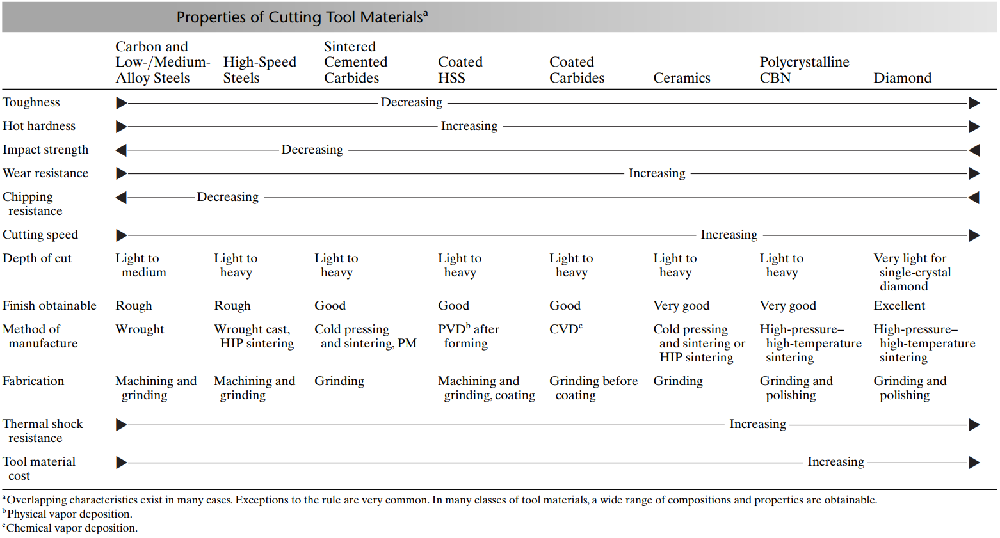 Properties of Cutting Tool Materialsa
Carbon and Low-/Medium-Alloy Steels
High-Speed Steels
Sintered Cemented Carbides
Coated HSS
Coated Carbides
Ceramics
Polycrystalline CBN
Diamond
Toughness Decreasing
Hot hardness Increasing
Impact strength Decreasing
Wear resistance Increasing
Chipping resistance Decreasing
Cutting speed Increasing
Depth of cut Light to medium Light to heavy Light to heavy Light to heavy Light to heavy Light to heavy Light to heavy Very light for single-crystal diamond
Finish obtainable Rough Rough Good Good Good Very good Very good Excellent
Method of manufacture Wrought Wrought cast, HIP sintering Cold pressing and sintering, PM PVDb after forming CVDc Cold pressing and sintering or HIP sintering High-pressure–high-temperature sintering High-pressure–high-temperature sintering
Fabrication Machining and grinding Machining and grinding Grinding Machining and grinding, coating Grinding before coating Grinding Grinding and polishing Grinding and polishing
Thermal shock resistance Increasing
Tool material cost Increasing
aOverlapping characteristics exist in many cases. Exceptions to the rule are very common. In many classes of tool materials, a wide range of compositions and properties are obtainable.
bPhysical vapor deposition.
cChemical vapor deposition.